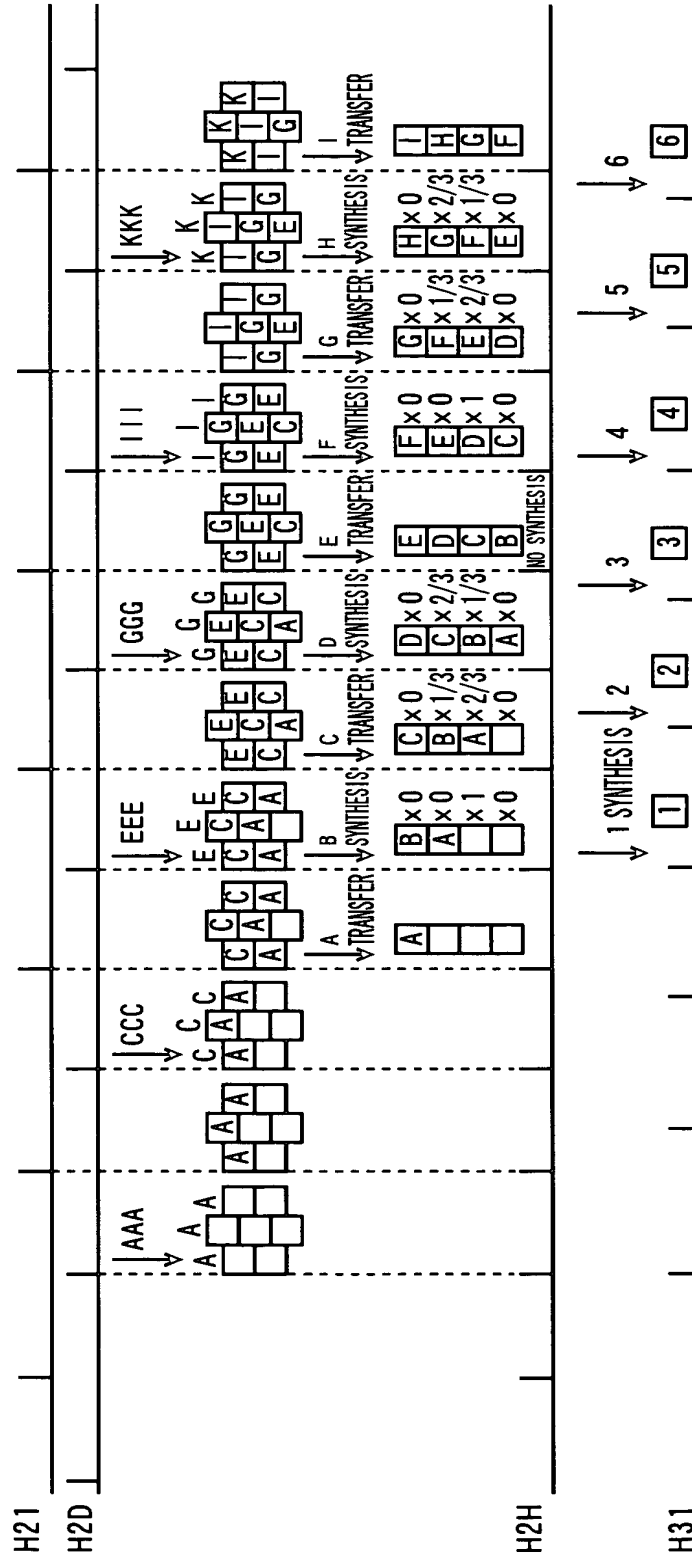 H21
H2D
AAA CCC EEE GGG III KKK
A A A
A A A
C C C
A A A
C C C
A A A
E E E
C C C
A A A
E E E
C C C
A
G G G
E E E
C C C
A
G G G
E E E
C
I I I
G G G
E E E
C
I I I
G G G
E
K K K
I I I
G G G
E
K K K
I I I
G
A B C D E F G H I
TRANSFER SYNTHESIS TRANSFER SYNTHESIS TRANSFER SYNTHESIS TRANSFER SYNTHESIS TRANSFER
A B×0 C×0 D×0 E F×0 G×0 H×0 I
A×0 B×1/3 C×2/3 D E×0 F×1/3 G×2/3 H
×1 A×2/3 B×1/3 C D×1 E×2/3 F×1/3 G
×0 ×0 A×0 B C×0 D×0 E×0 F
NO SYNTHESIS
H2H
1 SYNTHESIS 2 3 4 5 6
1 2 3 4 5 6
H31